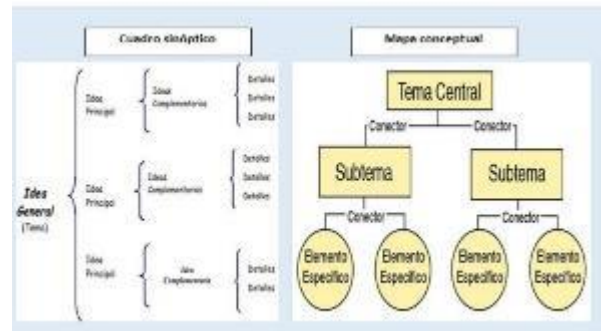 Cuadro sinóptico
Idea General (Tema)
Idea Principal
Ideas Complementarias
Detalles
Detalles
Detalles
Idea Principal
Ideas Complementarias
Detalles
Detalles
Detalles
Idea Principal
Idea Complementaria
Detalles
Detalles
Mapa conceptual
Tema Central
Conector
Conector
Subtema
Subtema
Conector
Conector
Elemento Específico
Elemento Específico
Elemento Específico
Elemento Específico